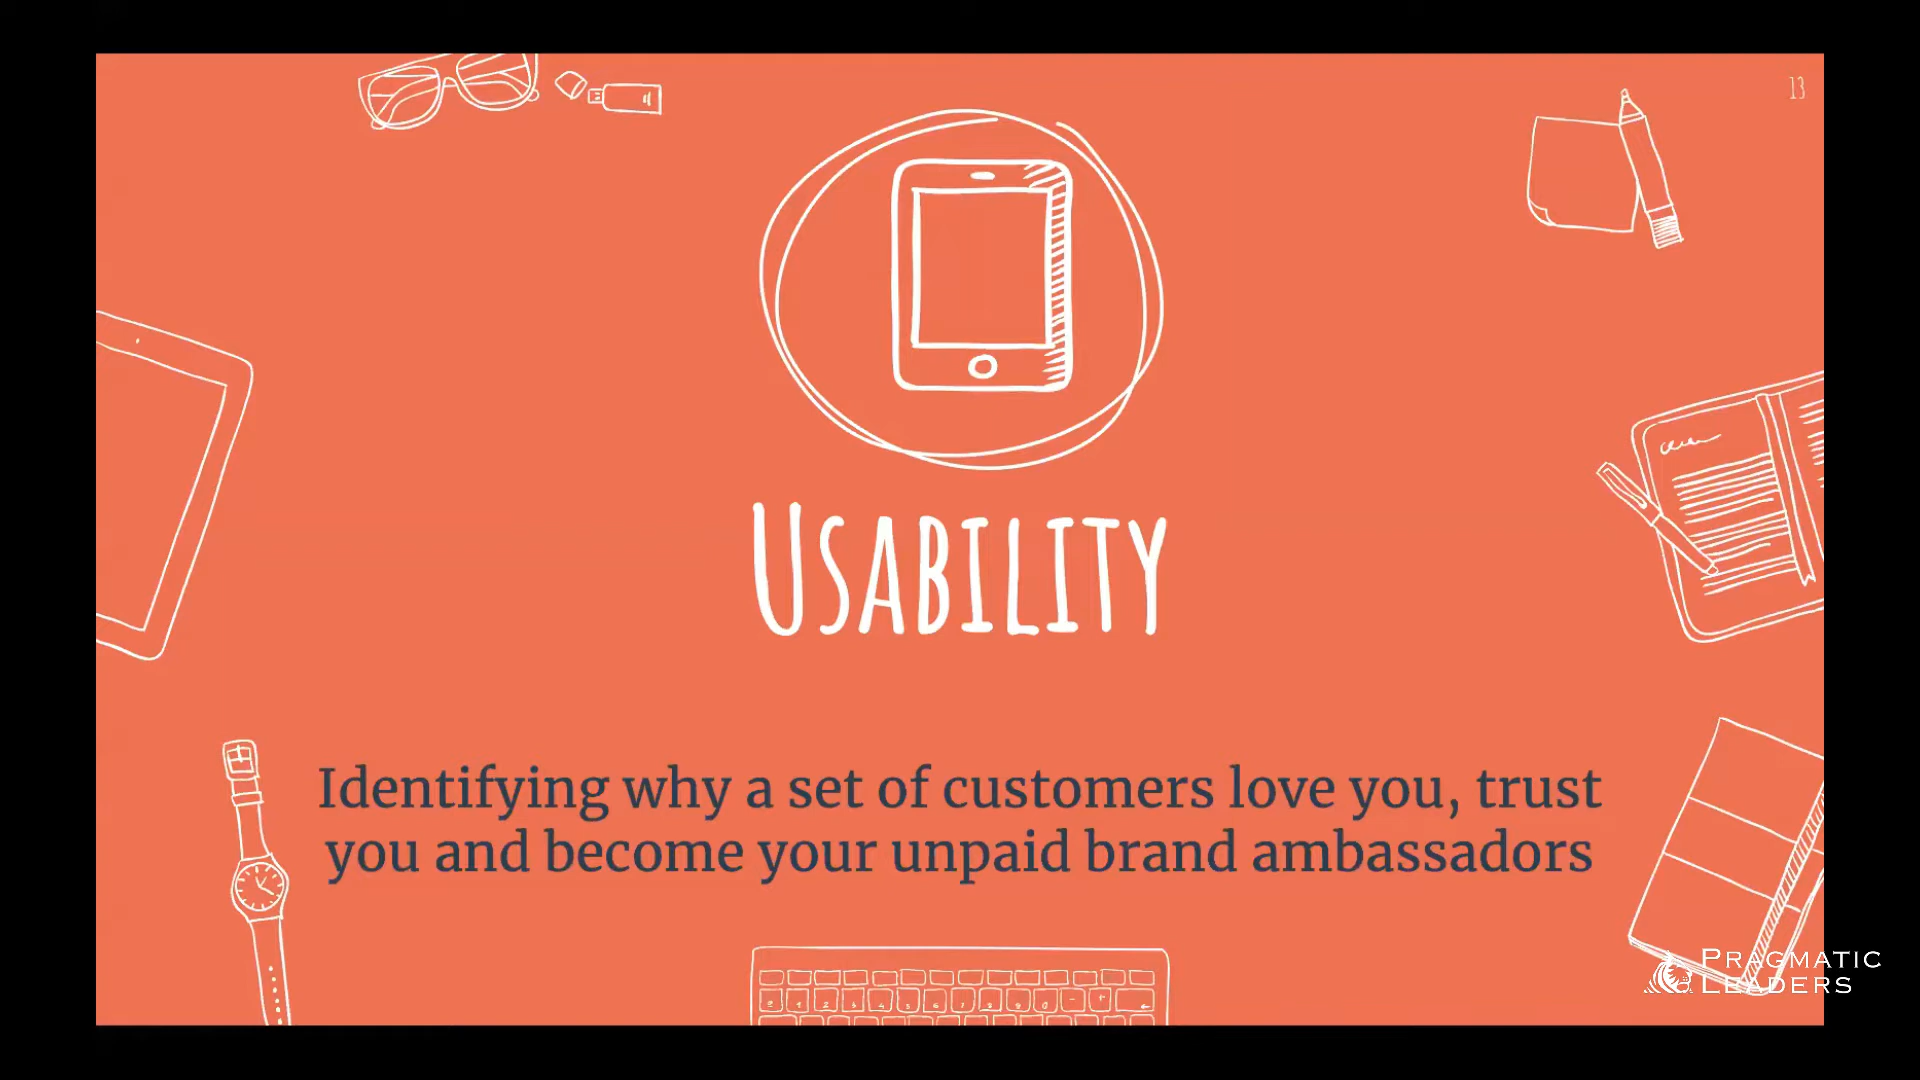 13
USABILITY
Identifying why a set of customers love you, trust
you and become your unpaid brand ambassadors
PRAGMATIC
LEADERS